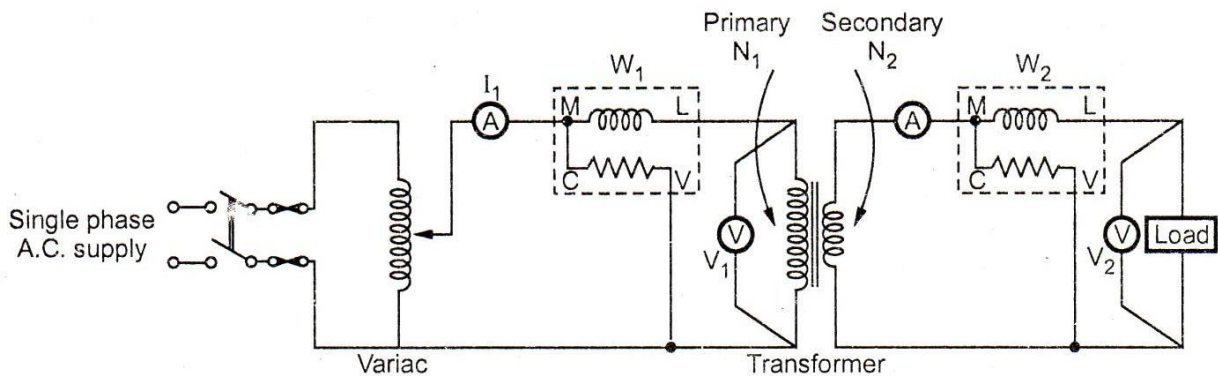 Single phase
A.C. supply
Variac
I₁
A
W₁
M
L
C
V
Primary
N₁
V
V₁
Transformer
Secondary
N₂
A
W₂
M
L
C
V
V
V₂
Load